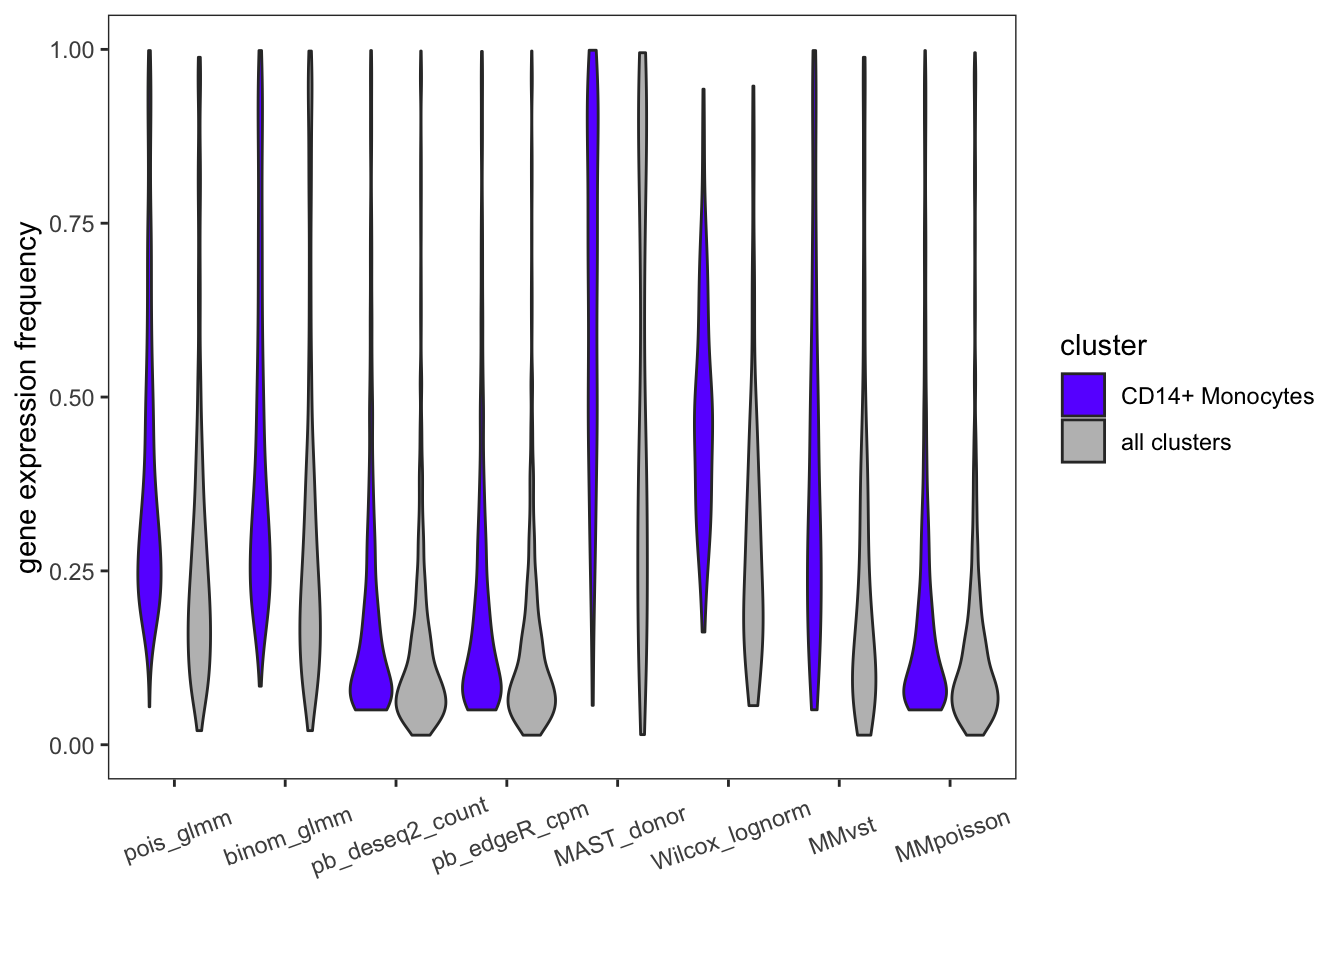 gene expression frequency
1.00
0.75
0.50
0.25
0.00
pois_glmm
binom_glmm
pb_deseq2_count
pb_edgeR_cpm
MAST_donor
Wilcox_lognorm
MMvst
MMpoisson
cluster
CD14+ Monocytes
all clusters